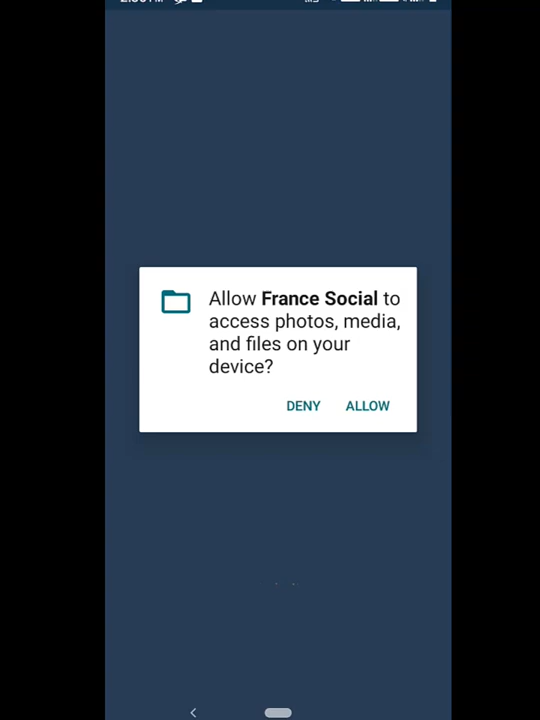 Allow France Social to
access photos, media,
and files on your
device?
DENY ALLOW